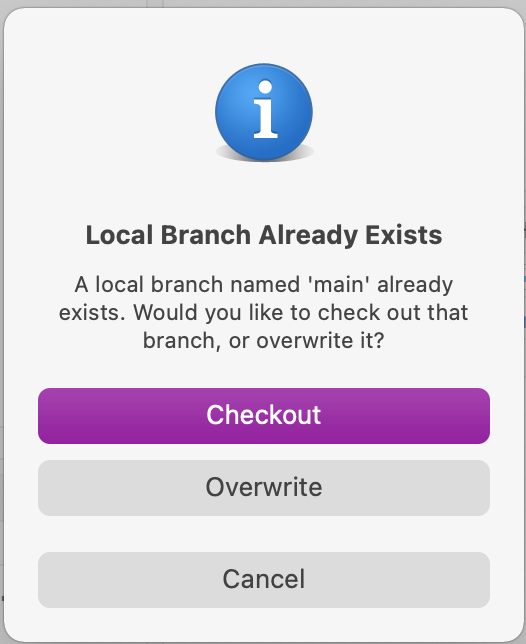 Local Branch Already Exists
A local branch named 'main' already
exists. Would you like to check out that
branch, or overwrite it?
Checkout
Overwrite
Cancel